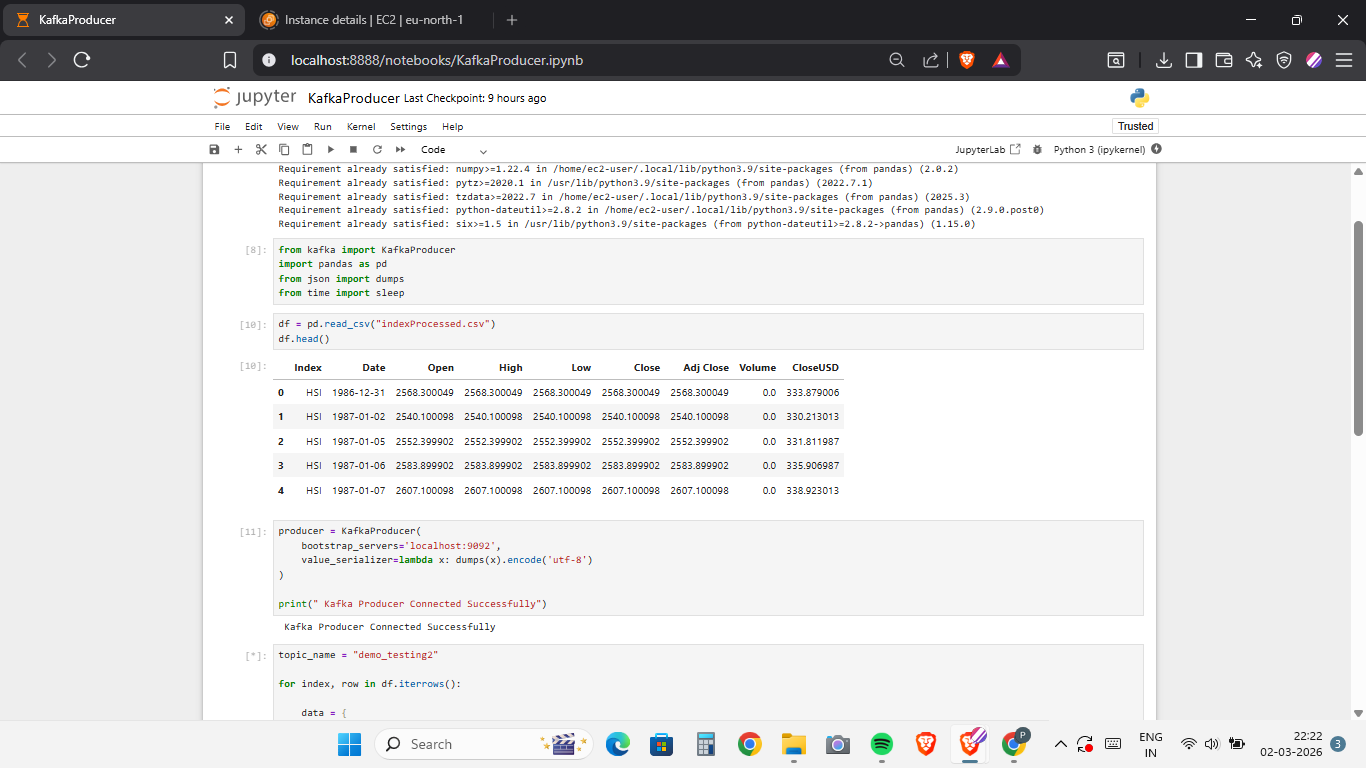 KafkaProducer
Instance details | EC2 | eu-north-1
localhost:8888/notebooks/KafkaProducer.ipynb
jupyter KafkaProducer Last Checkpoint: 9 hours ago
File Edit View Run Kernel Settings Help
Trusted
Code
JupyterLab
Python 3 (ipykernel)
Requirement already satisfied: numpy>=1.22.4 in /home/ec2-user/.local/lib/python3.9/site-packages (from pandas) (2.0.2)
Requirement already satisfied: pytz>=2020.1 in /usr/lib/python3.9/site-packages (from pandas) (2022.7.1)
Requirement already satisfied: tzdata>=2022.7 in /home/ec2-user/.local/lib/python3.9/site-packages (from pandas) (2025.3)
Requirement already satisfied: python-dateutil>=2.8.2 in /home/ec2-user/.local/lib/python3.9/site-packages (from pandas) (2.9.0.post0)
Requirement already satisfied: six>=1.5 in /usr/lib/python3.9/site-packages (from python-dateutil>=2.8.2->pandas) (1.15.0)
[8]: from kafka import KafkaProducer
import pandas as pd
from json import dumps
from time import sleep
[10]: df = pd.read_csv("indexProcessed.csv")
df.head()
[10]: Index Date Open High Low Close Adj Close Volume CloseUSD
0 HSI 1986-12-31 2568.300049 2568.300049 2568.300049 2568.300049 2568.300049 0.0 333.879006
1 HSI 1987-01-02 2540.100098 2540.100098 2540.100098 2540.100098 2540.100098 0.0 330.213013
2 HSI 1987-01-05 2552.399902 2552.399902 2552.399902 2552.399902 2552.399902 0.0 331.811987
3 HSI 1987-01-06 2583.899902 2583.899902 2583.899902 2583.899902 2583.899902 0.0 335.906987
4 HSI 1987-01-07 2607.100098 2607.100098 2607.100098 2607.100098 2607.100098 0.0 338.923013
[11]: producer = KafkaProducer(
bootstrap_servers='localhost:9092',
value_serializer=lambda x: dumps(x).encode('utf-8')
)
print(" Kafka Producer Connected Successfully")
Kafka Producer Connected Successfully
[*]: topic_name = "demo_testing2"
for index, row in df.iterrows():
data = {
Search
P
ENG
IN
22:22
02-03-2026
3